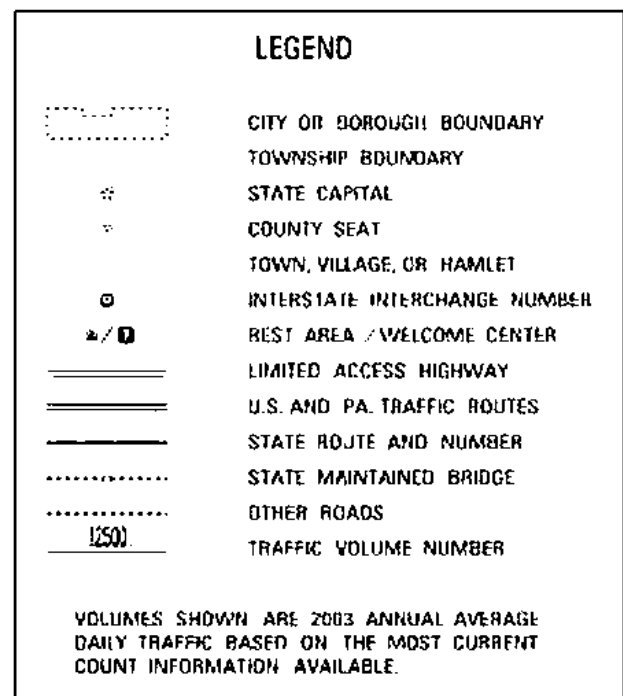 LEGEND
CITY OR BOROUGH BOUNDARY
TOWNSHIP BOUNDARY
STATE CAPITAL
COUNTY SEAT
TOWN, VILLAGE, OR HAMLET
INTERSTATE INTERCHANGE NUMBER
REST AREA / WELCOME CENTER
LIMITED ACCESS HIGHWAY
U.S. AND PA. TRAFFIC ROUTES
STATE ROUTE AND NUMBER
STATE MAINTAINED BRIDGE
OTHER ROADS
12500 TRAFFIC VOLUME NUMBER
VOLUMES SHOWN ARE 2003 ANNUAL AVERAGE
DAILY TRAFFIC BASED ON THE MOST CURRENT
COUNT INFORMATION AVAILABLE.